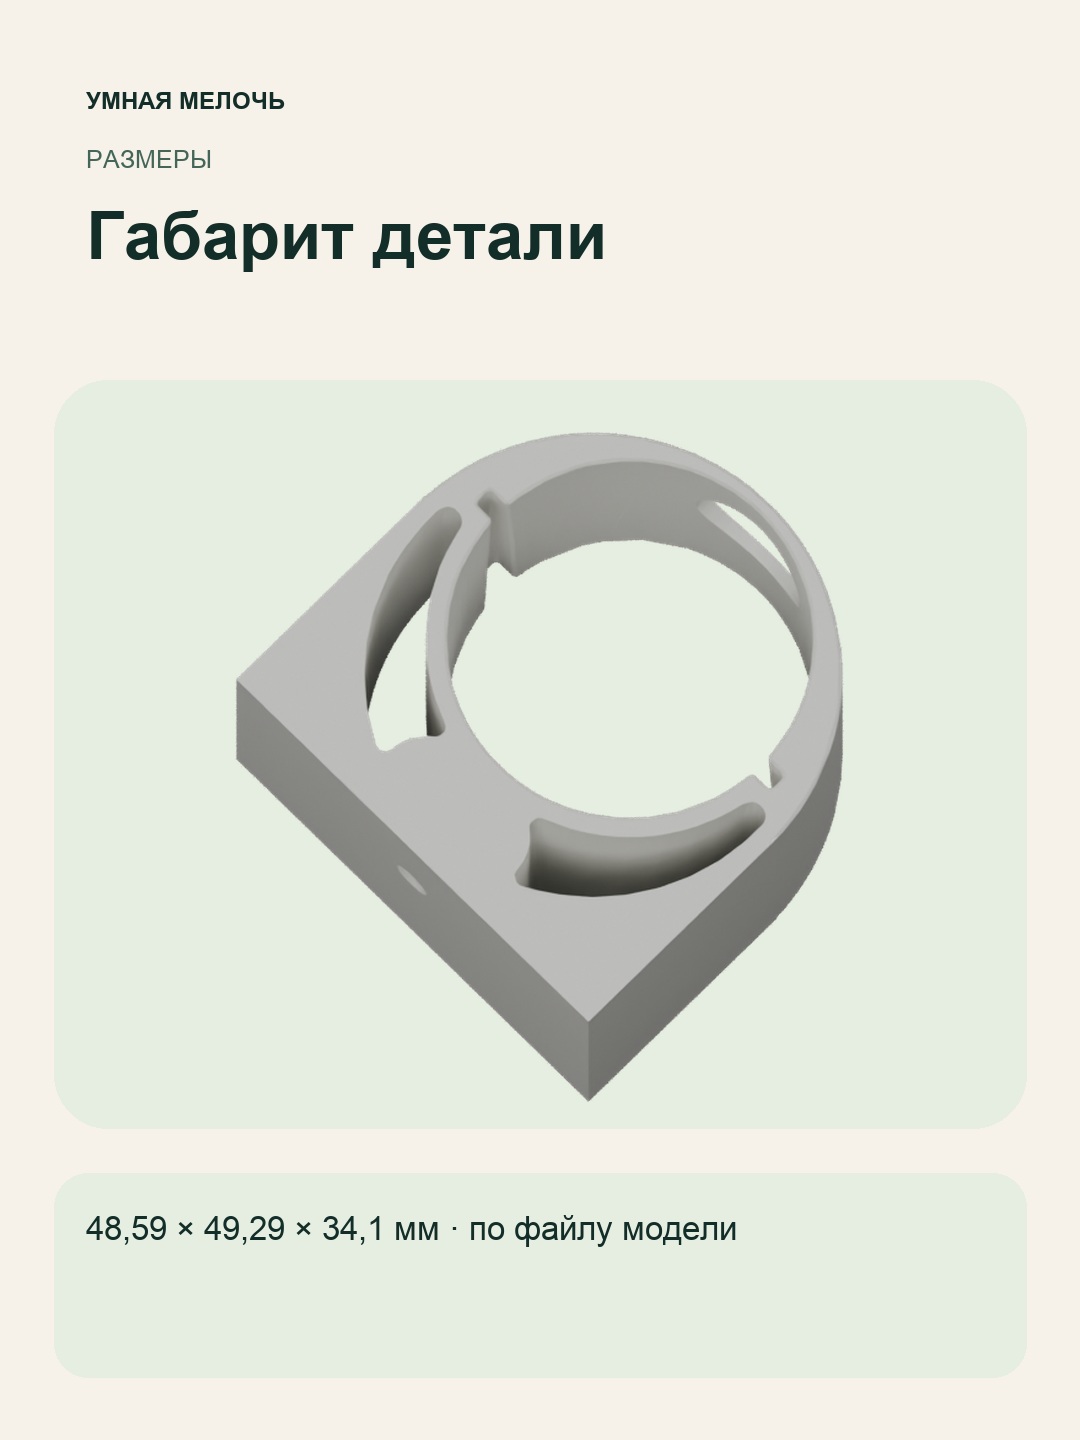 УМНАЯ МЕЛОЧЬ
РАЗМЕРЫ
Габарит детали
48,59 × 49,29 × 34,1 мм · по файлу модели